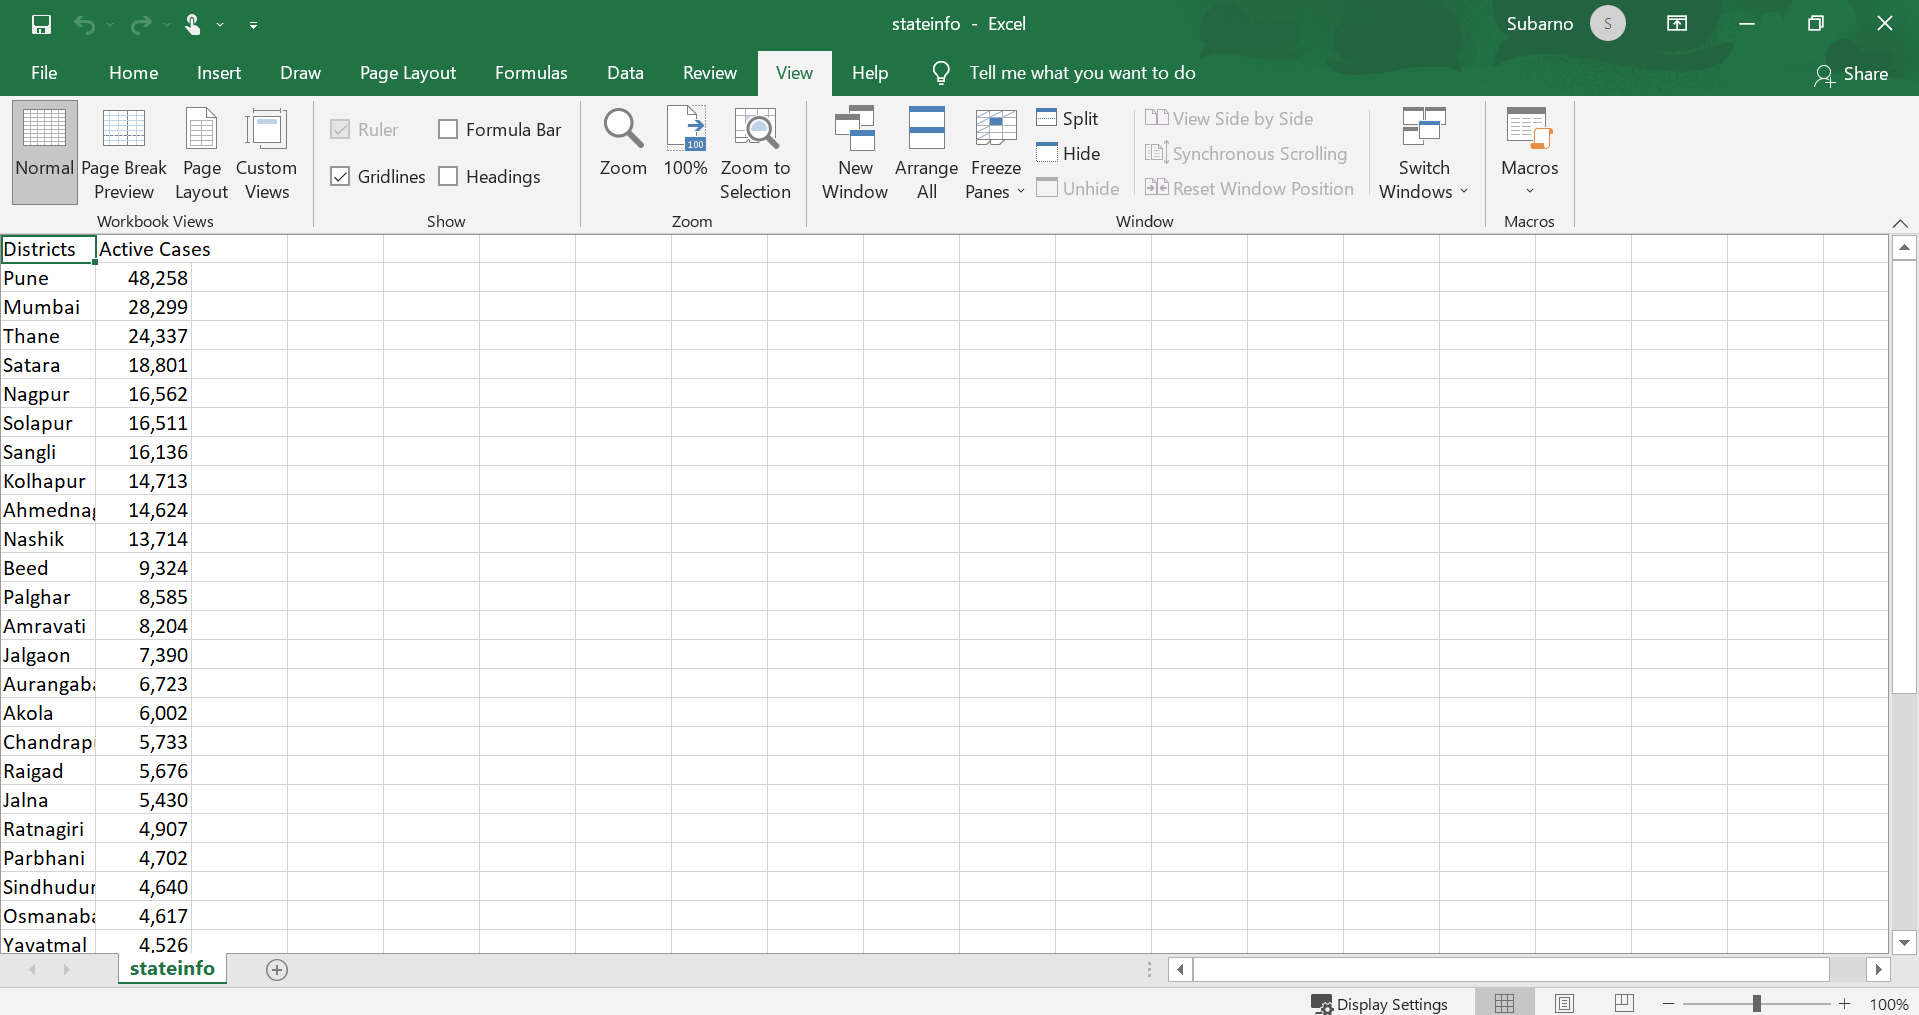 stateinfo - Excel
Subarno S
File Home Insert Draw Page Layout Formulas Data Review View Help Tell me what you want to do Share
Normal
Page Break Preview
Page Layout
Custom Views
Workbook Views
Ruler
Formula Bar
Gridlines
Headings
Show
Zoom
100
100%
Zoom to Selection
Zoom
New Window
Arrange All
Freeze Panes
Split
Hide
Unhide
View Side by Side
Synchronous Scrolling
Reset Window Position
Window
Switch Windows
Macros
Macros
Districts Active Cases
Pune 48,258
Mumbai 28,299
Thane 24,337
Satara 18,801
Nagpur 16,562
Solapur 16,511
Sangli 16,136
Kolhapur 14,713
Ahmednag 14,624
Nashik 13,714
Beed 9,324
Palghar 8,585
Amravati 8,204
Jalgaon 7,390
Aurangaba 6,723
Akola 6,002
Chandrap 5,733
Raigad 5,676
Jalna 5,430
Ratnagiri 4,907
Parbhani 4,702
Sindhudur 4,640
Osmanaba 4,617
Yavatmal 4,526
stateinfo
Display Settings 100%